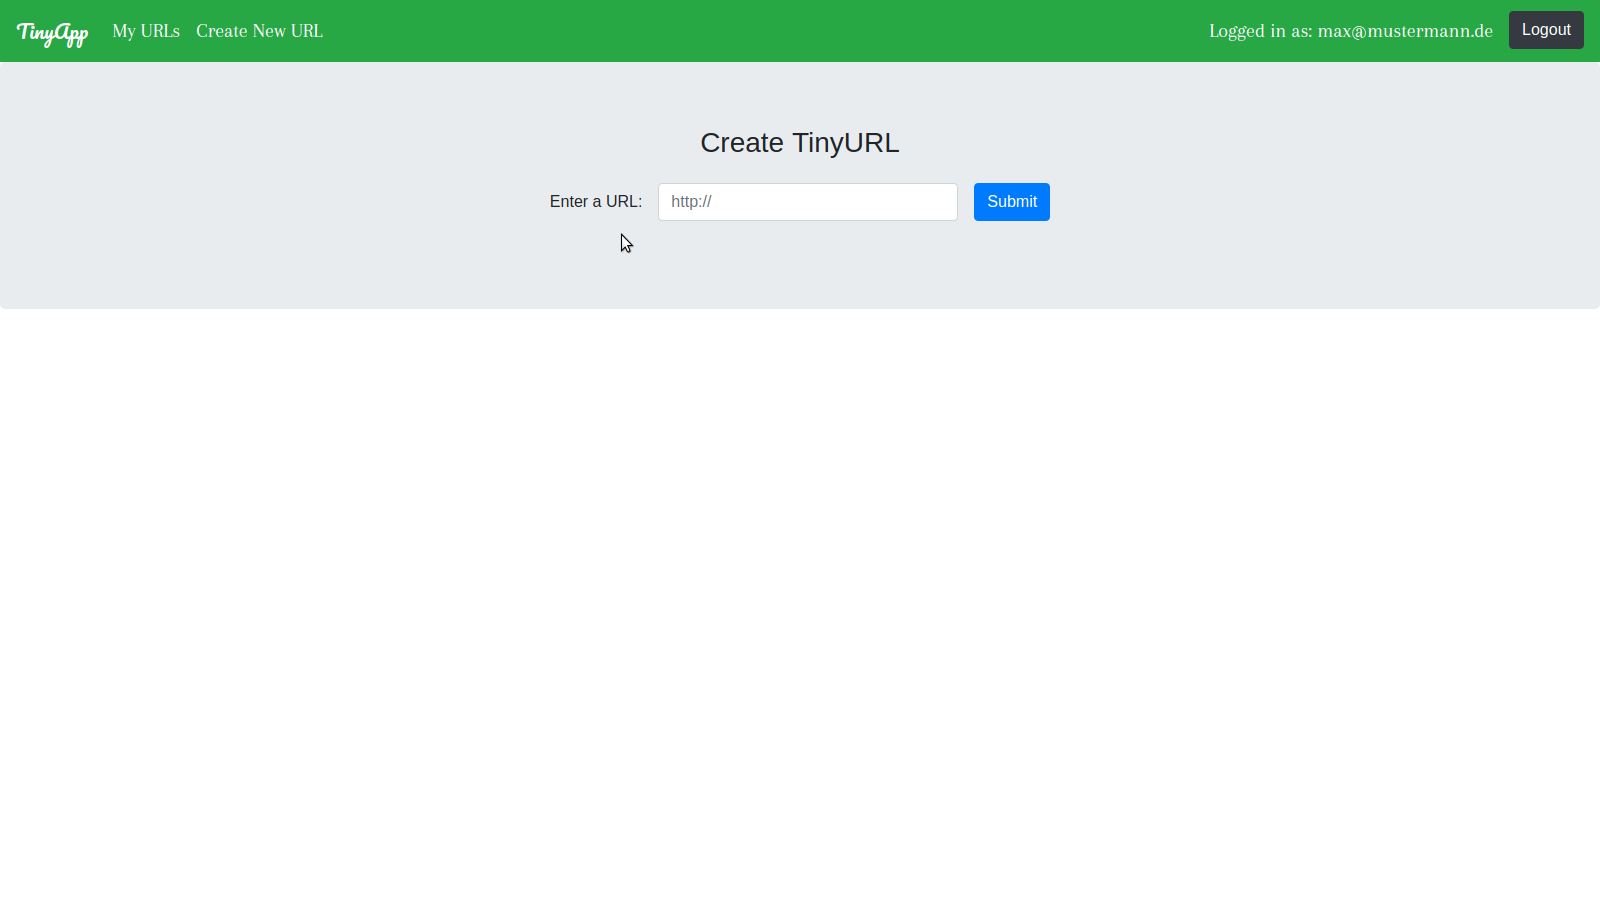 TinyApp My URLs Create New URL Logged in as: max@mustermann.de Logout
Create TinyURL
Enter a URL: http:// Submit